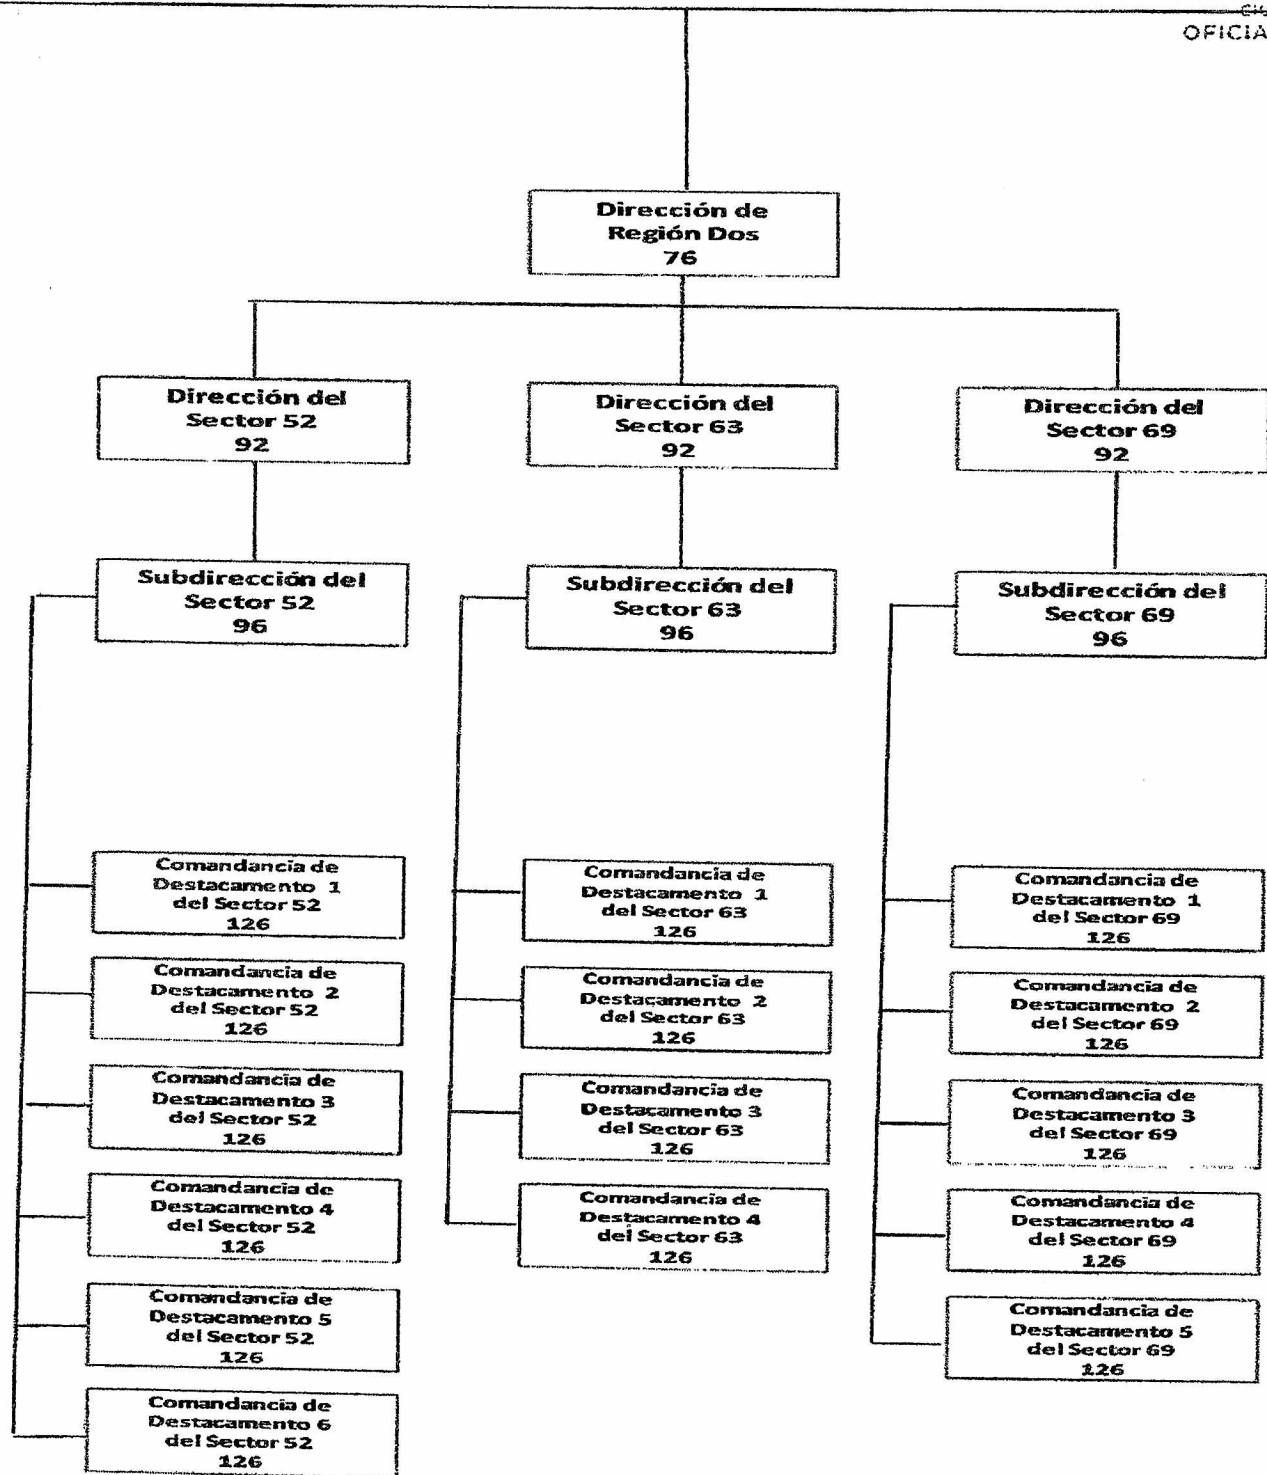 OFICIA
Dirección de
Región Dos
76
Dirección del
Sector 52
92
Dirección del
Sector 63
92
Dirección del
Sector 69
92
Subdirección del
Sector 52
96
Subdirección del
Sector 63
96
Subdirección del
Sector 69
96
Comandancia de
Destacamento 1
del Sector 52
126
Comandancia de
Destacamento 2
del Sector 52
126
Comandancia de
Destacamento 3
del Sector 52
126
Comandancia de
Destacamento 4
del Sector 52
126
Comandancia de
Destacamento 5
del Sector 52
126
Comandancia de
Destacamento 6
del Sector 52
126
Comandancia de
Destacamento 1
del Sector 63
126
Comandancia de
Destacamento 2
del Sector 63
126
Comandancia de
Destacamento 3
del Sector 63
126
Comandancia de
Destacamento 4
del Sector 63
126
Comandancia de
Destacamento 1
del Sector 69
126
Comandancia de
Destacamento 2
del Sector 69
126
Comandancia de
Destacamento 3
del Sector 69
126
Comandancia de
Destacamento 4
del Sector 69
126
Comandancia de
Destacamento 5
del Sector 69
126